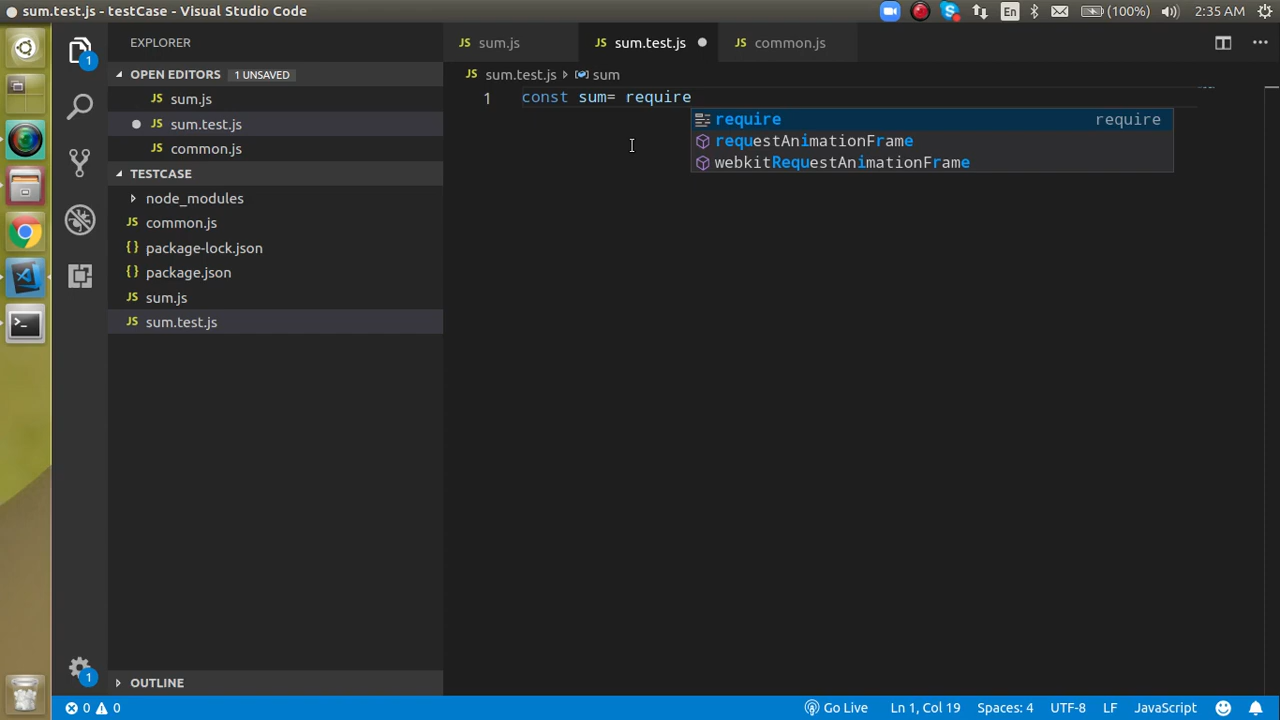 sum.test.js - testCase - Visual Studio Code
En
(100%)
2:35 AM
1
EXPLORER
OPEN EDITORS 1 UNSAVED
JS sum.js
JS sum.test.js
JS common.js
TESTCASE
node_modules
JS common.js
{} package-lock.json
{} package.json
JS sum.js
JS sum.test.js
OUTLINE
1
JS sum.js
JS sum.test.js
JS common.js
JS sum.test.js sum
1 const sum= require
require require
requestAnimationFrame
webkitRequestAnimationFrame
0 0
Go Live
Ln 1, Col 19
Spaces: 4
UTF-8
LF
JavaScript